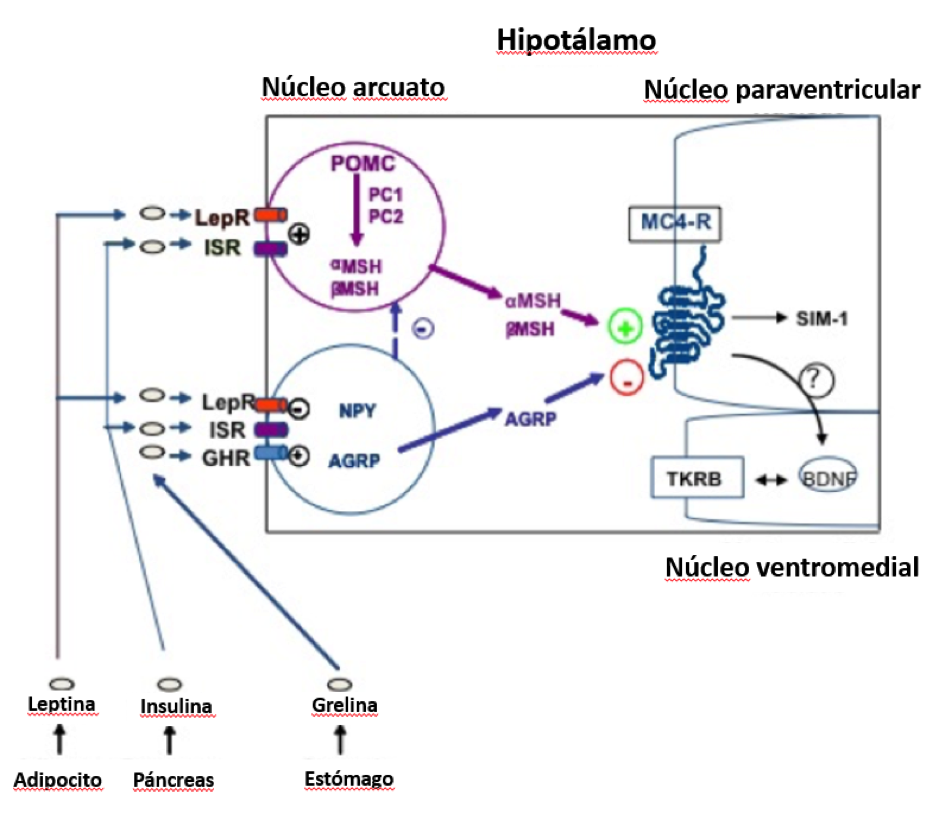 Hipotálamo
Núcleo arcuato
Núcleo paraventricular
POMC
PC1
PC2
LepR
ISR
+
αMSH
βMSH
MC4-R
αMSH
βMSH
+
SIM-1
-
-
?
LepR
-
NPY
ISR
AGRP
GHR
+
AGRP
TKRB
BDNF
Núcleo ventromedial
Leptina
Insulina
Grelina
Adipocito
Páncreas
Estómago